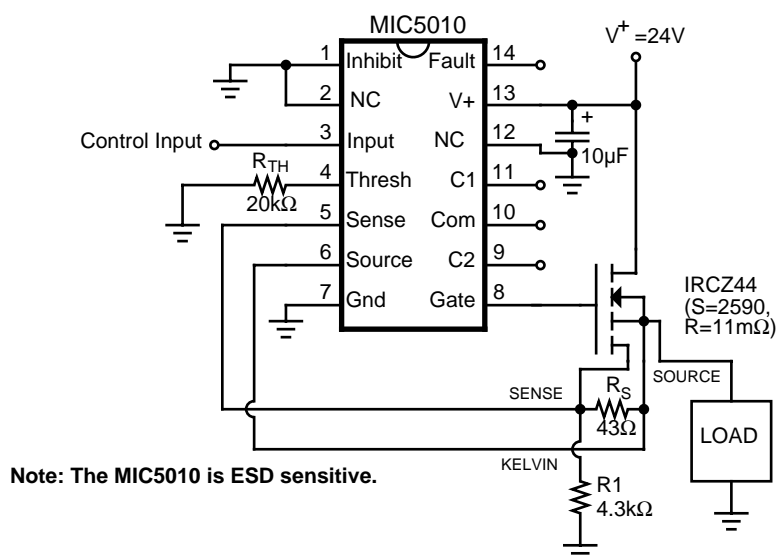 MIC5010
V+ =24V
1 Inhibit Fault 14
2 NC V+ 13
Control Input 3 Input NC 12
+
10µF
RTH
20kΩ
4 Thresh C1 11
5 Sense Com 10
6 Source C2 9
7 Gnd Gate 8
IRCZ44
(S=2590,
R=11mΩ)
SENSE
RS
43Ω
SOURCE
LOAD
KELVIN
Note: The MIC5010 is ESD sensitive.
R1
4.3kΩ